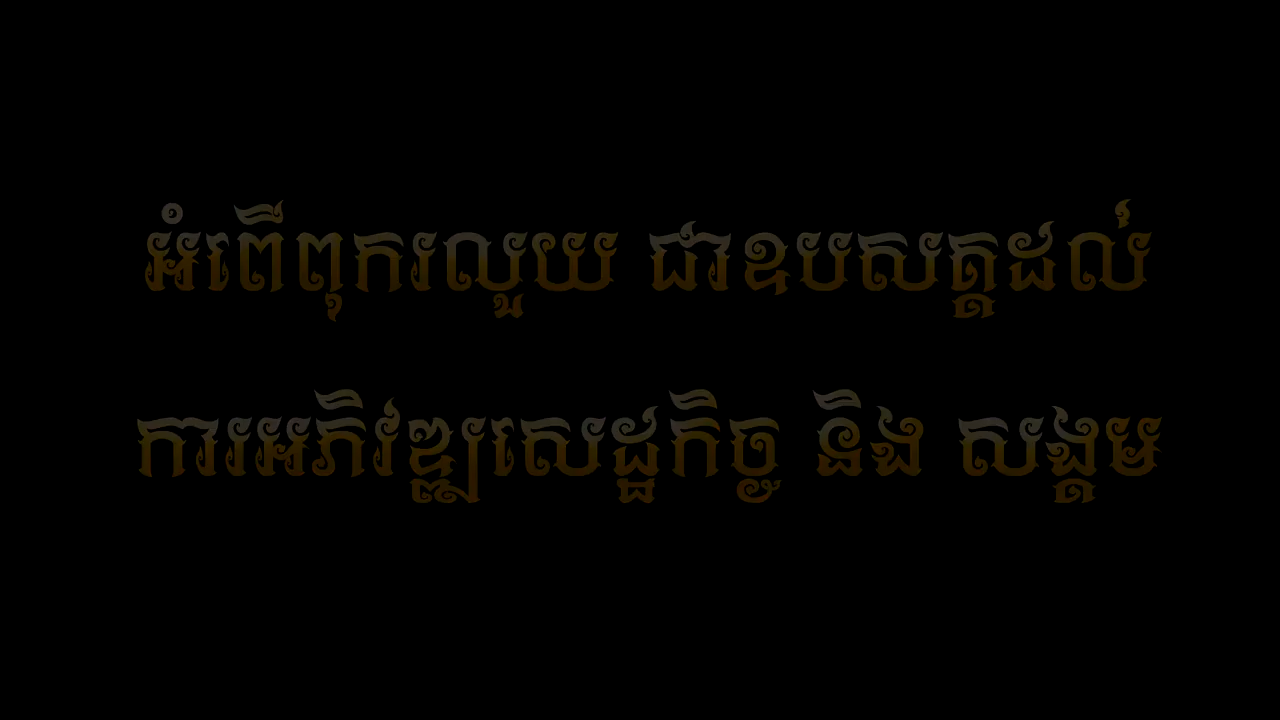 អំពើពុករលួយ ជាឧបសគ្គដល់
ការអភិវឌ្ឍសេដ្ឋកិច្ច និង សង្គម